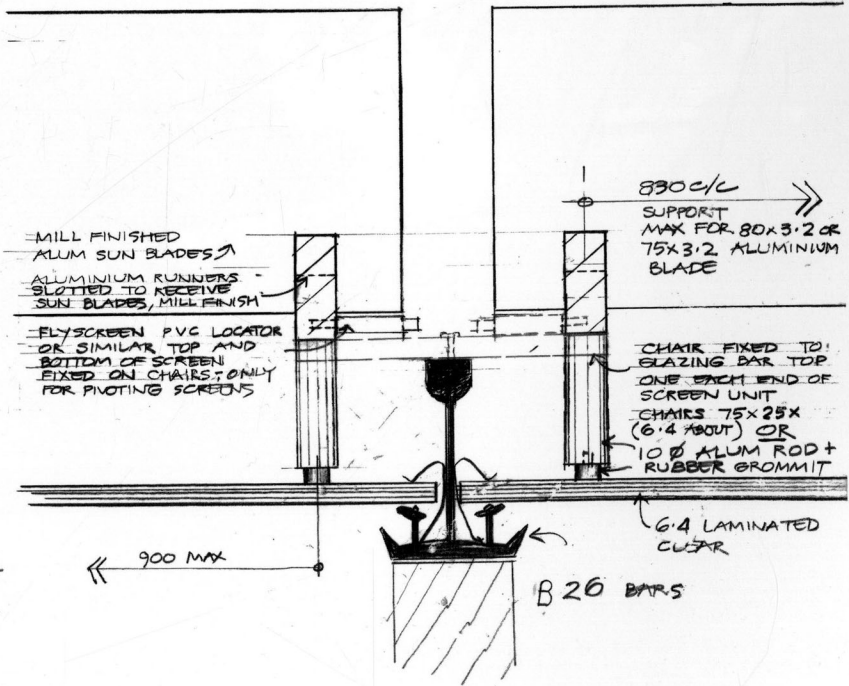 MILL FINISHED
ALUM SUN BLADES
ALUMINIUM RUNNERS
SLOTTED TO RECEIVE
SUN BLADES, MILL FINISH
FLYSCREEN PVC LOCATOR
OR SIMILAR TOP AND
BOTTOM OF SCREEN
FIXED ON CHAIRS, ONLY
FOR PIVOTING SCREENS
900 MAX
830 C/C
SUPPORT
MAX FOR 80x3.2 OR
75x3.2 ALUMINIUM
BLADE
CHAIR FIXED TO
GLAZING BAR TOP
ONE EACH END OF
SCREEN UNIT
CHAIRS 75x25x
(6.4 ABOUT) OR
10 Ø ALUM ROD +
RUBBER GROMMIT
6.4 LAMINATED
CLEAR
B 26 BARS